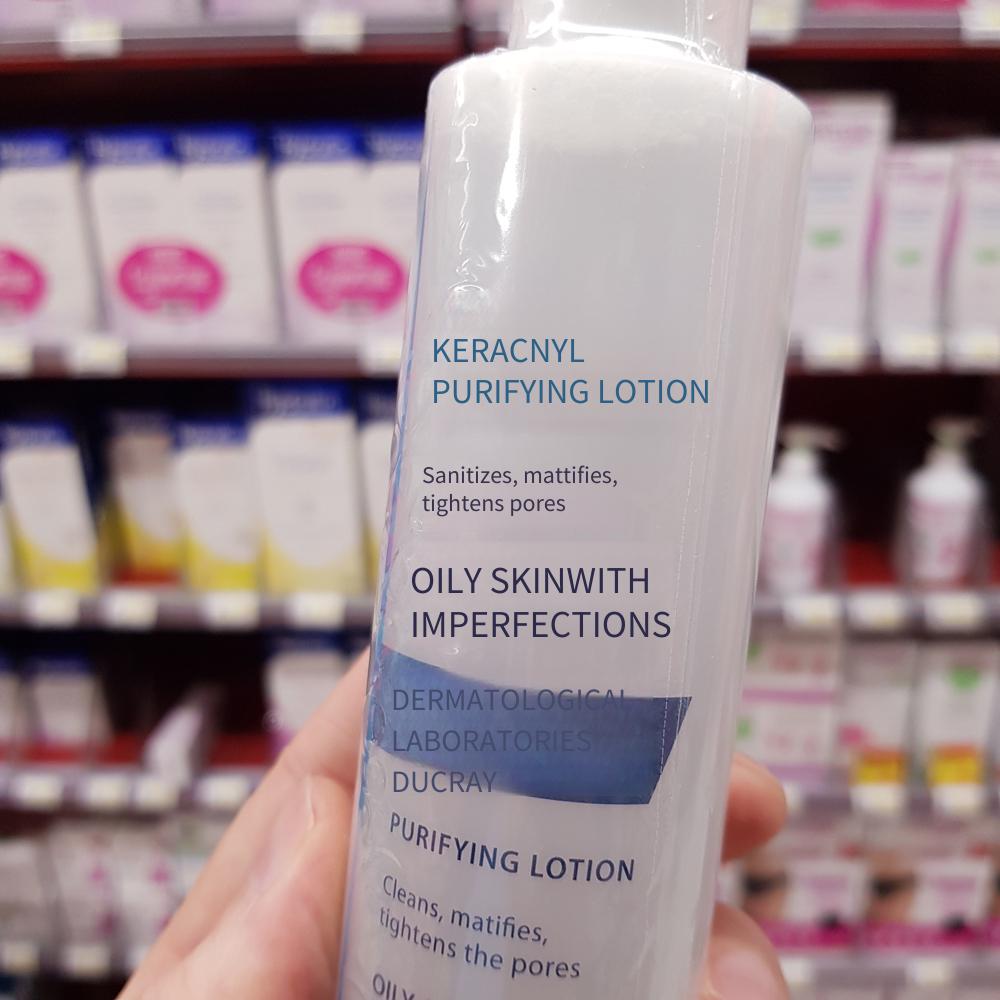 KERACNYL
PURIFYING LOTION
Sanitizes, mattifies,
tightens pores
OILY SKINWITH
IMPERFECTIONS
DERMATOLOGICAL
LABORATORIES
DUCRAY
PURIFYING LOTION
Cleans, matifies,
tightens the pores
OILY